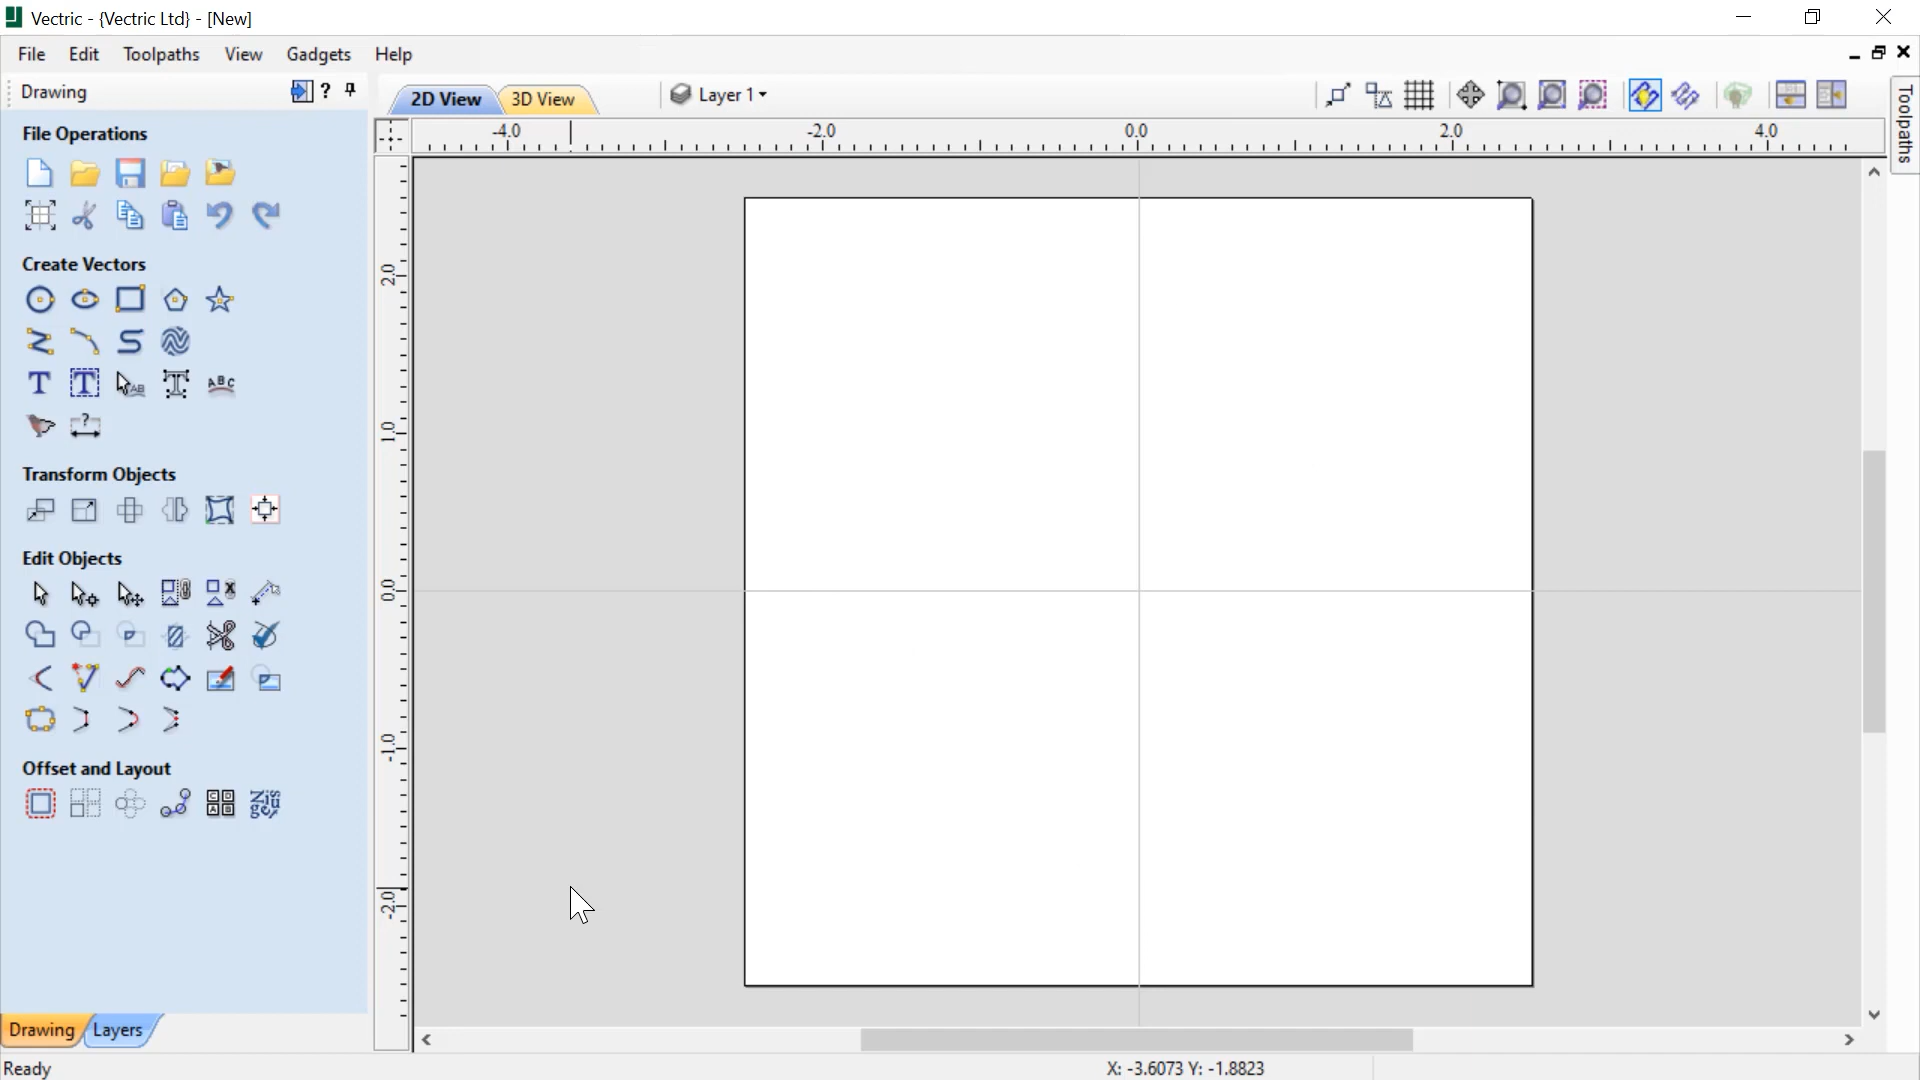 Vectric - {Vectric Ltd} - [New]
File Edit Toolpaths View Gadgets Help
Drawing ?
2D View 3D View Layer 1
Toolpaths
-4.0 -2.0 0.0 2.0 4.0
2.0
1.0
0.0
-1.0
-2.0
File Operations
Create Vectors
T T AB T ABC
?
Transform Objects
Edit Objects
Offset and Layout
Drawing Layers
Ready X: -3.6073 Y: -1.8823